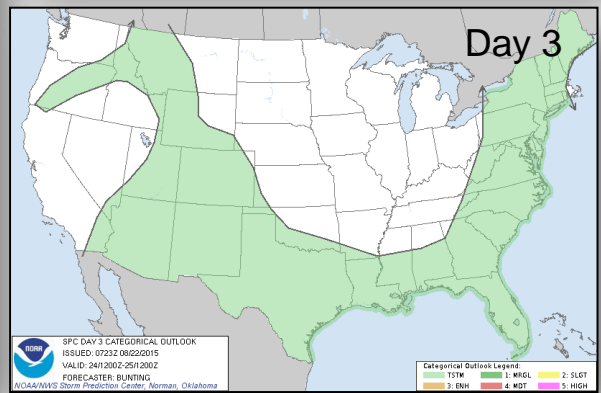 Day 3
NOAA
SPC DAY 3 CATEGORICAL OUTLOOK
ISSUED: 0723Z 08/22/2015
VALID: 24/1200Z-25/1200Z
FORECASTER: BUNTING
NOAA/NWS Storm Prediction Center, Norman, Oklahoma
Categorical Outlook Legend:
TSTM 1: MRGL 2: SLGT
3: ENH 4: MDT 5: HIGH